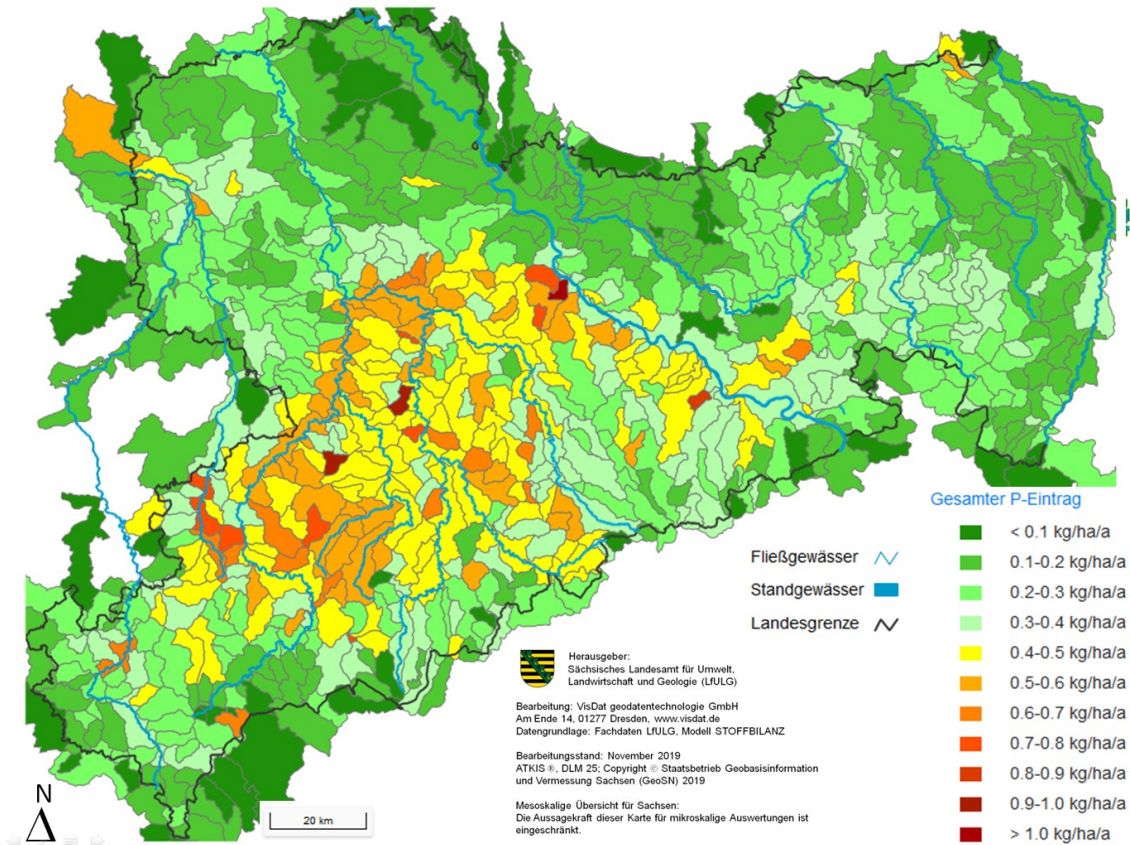 Gesamter P-Eintrag
< 0.1 kg/ha/a
0.1-0.2 kg/ha/a
0.2-0.3 kg/ha/a
0.3-0.4 kg/ha/a
0.4-0.5 kg/ha/a
0.5-0.6 kg/ha/a
0.6-0.7 kg/ha/a
0.7-0.8 kg/ha/a
0.8-0.9 kg/ha/a
0.9-1.0 kg/ha/a
> 1.0 kg/ha/a
Fließgewässer
Standgewässer
Landesgrenze
Herausgeber:
Sächsisches Landesamt für Umwelt,
Landwirtschaft und Geologie (LfULG)
Bearbeitung: VisDat geodatentechnologie GmbH
Am Ende 14, 01277 Dresden, www.visdat.de
Datengrundlage: Fachdaten LfULG, Modell STOFFBILANZ
Bearbeitungsstand: November 2019
ATKIS ®, DLM 25; Copyright © Staatsbetrieb Geobasisinformation
und Vermessung Sachsen (GeoSN) 2019
Mesoskalige Übersicht für Sachsen:
Die Aussagekraft dieser Karte für mikroskalige Auswertungen ist
eingeschränkt.
N
20 km